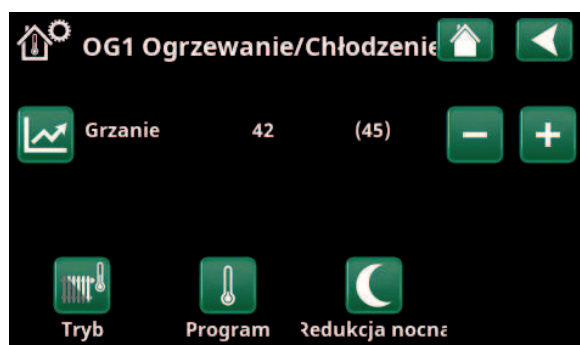 OG1 Ogrzewanie/Chłodzenie
Grzanie 42 (45)
Tryb Program Redukcja nocna